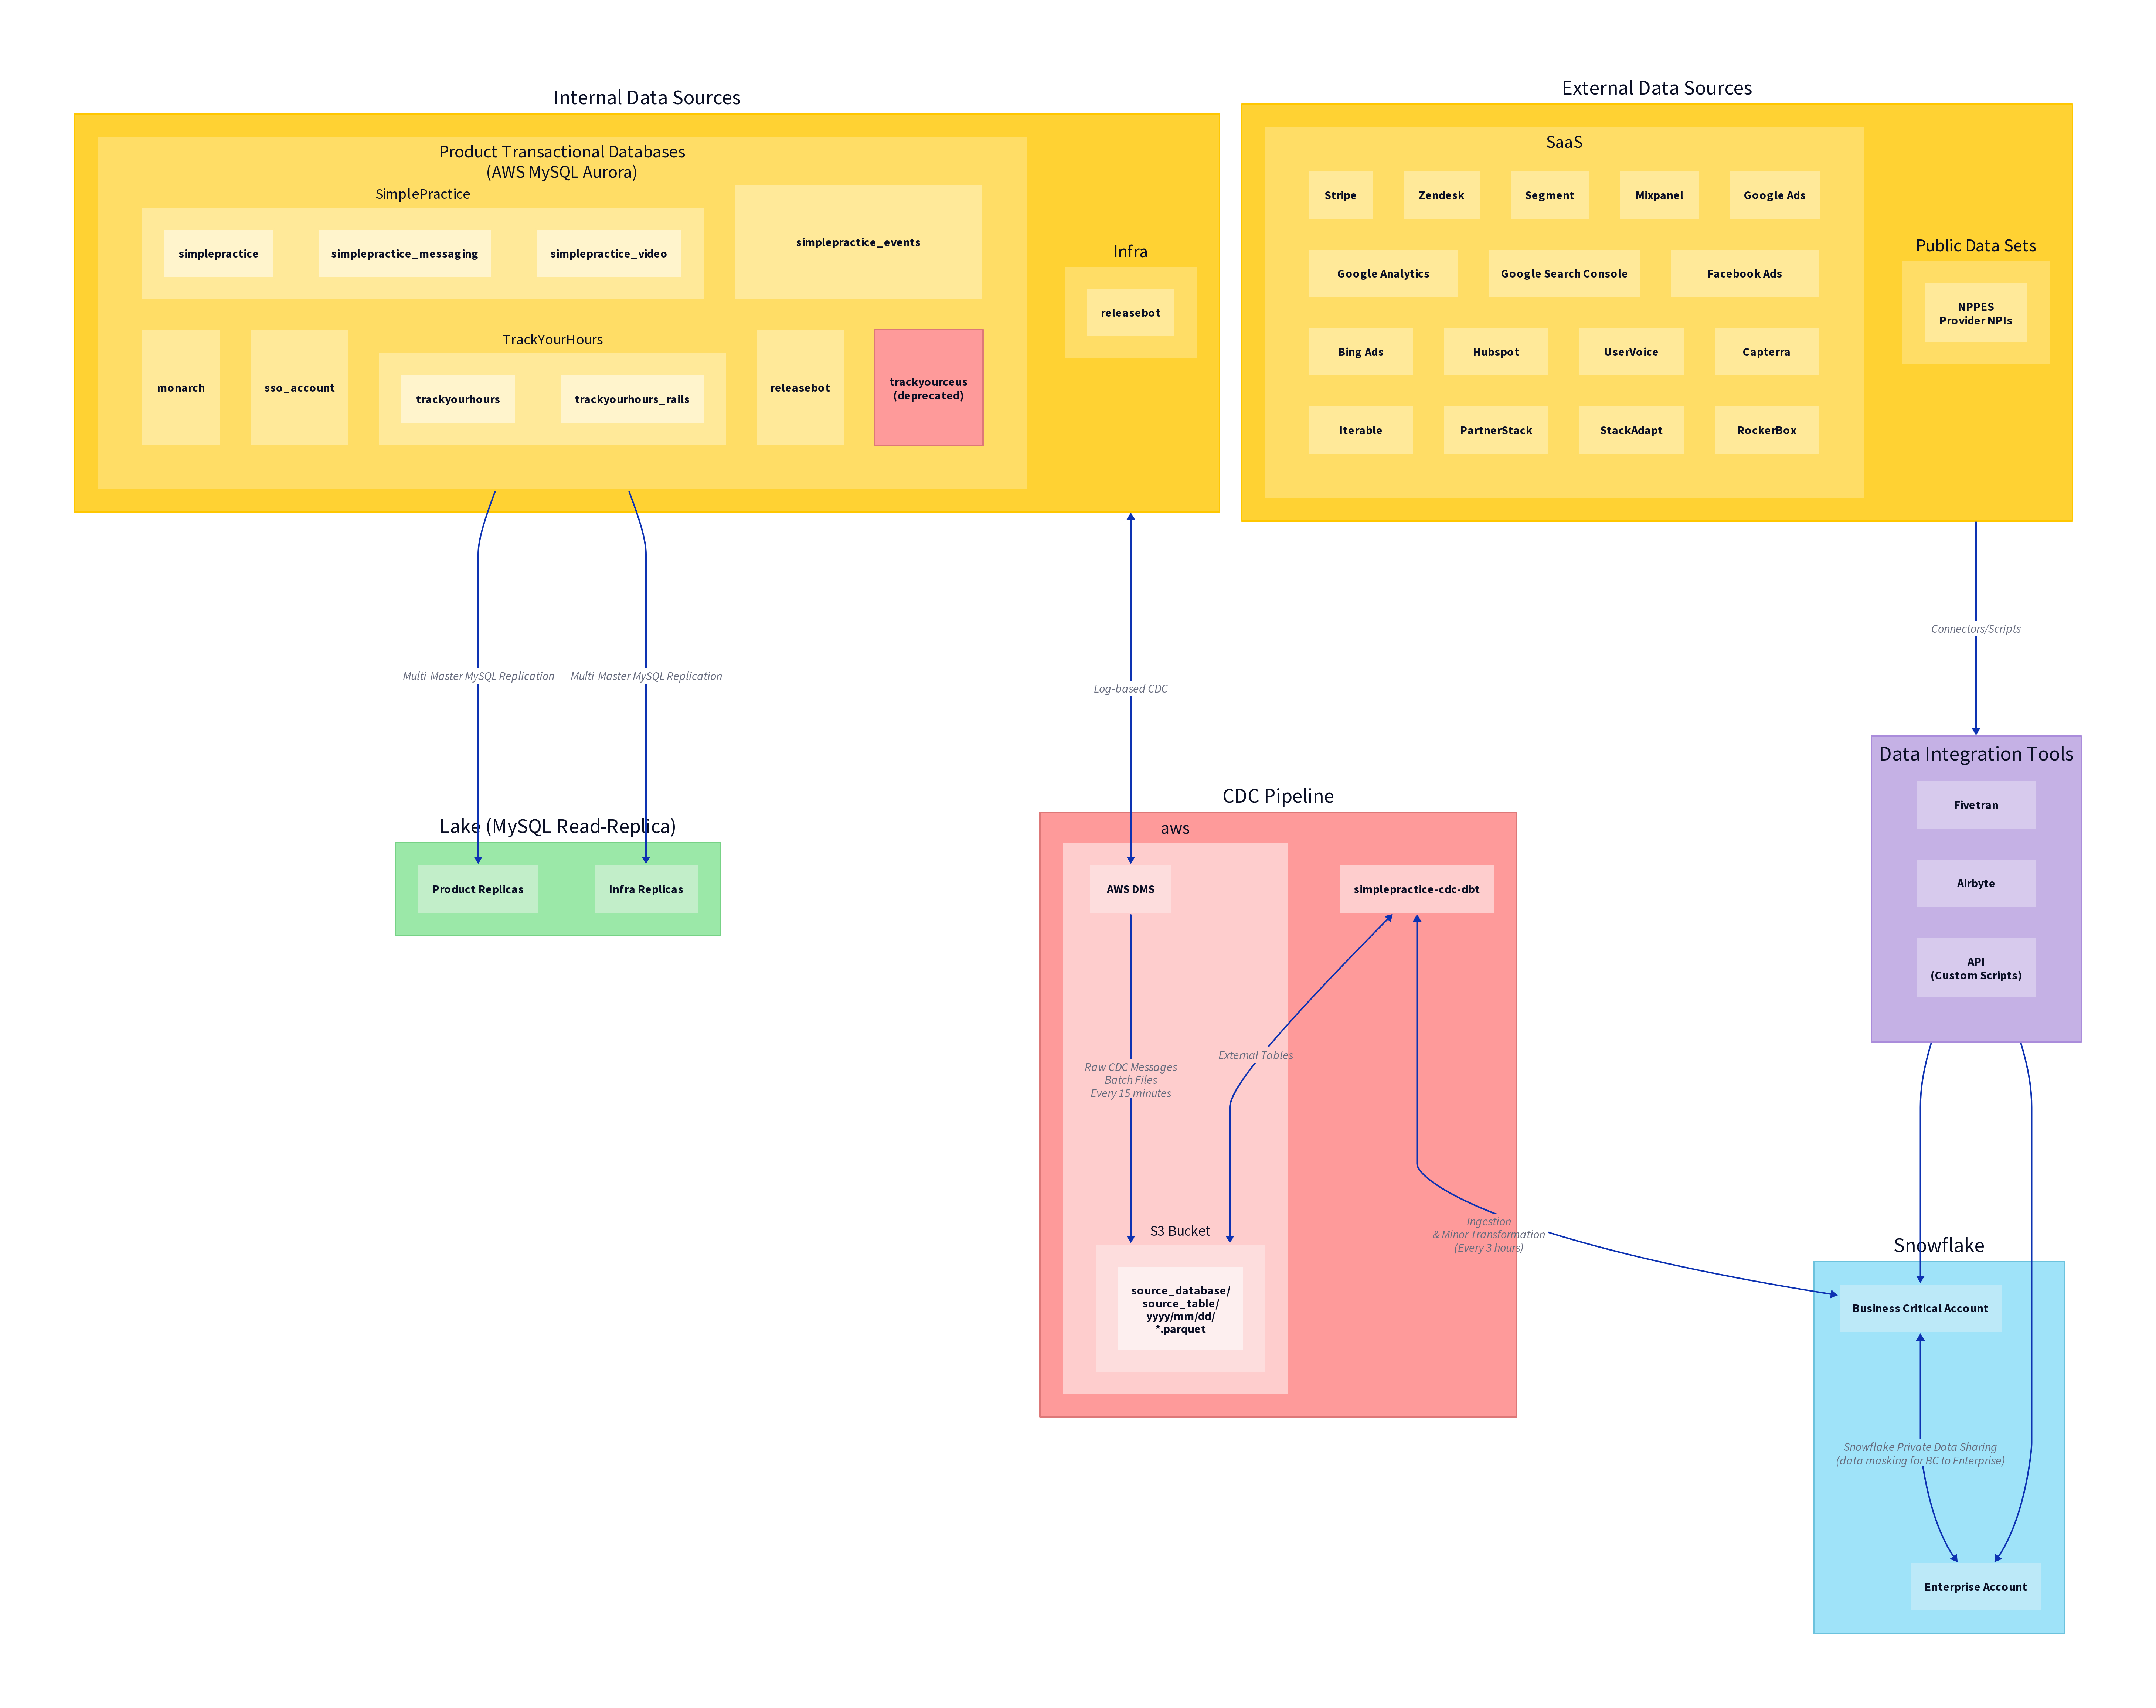 Internal Data Sources
Product Transactional Databases
(AWS MySQL Aurora)
SimplePractice
simplepractice
simplepractice_messaging
simplepractice_video
simplepractice_events
monarch
sso_account
TrackYourHours
trackyourhours
trackyourhours_rails
releasebot
trackyourceus
(deprecated)
Infra
releasebot
External Data Sources
SaaS
Stripe
Zendesk
Segment
Mixpanel
Google Ads
Google Analytics
Google Search Console
Facebook Ads
Bing Ads
Hubspot
UserVoice
Capterra
Iterable
PartnerStack
StackAdapt
RockerBox
Public Data Sets
NPPES
Provider NPIs
Multi-Master MySQL Replication
Multi-Master MySQL Replication
Log-based CDC
Connectors/Scripts
Lake (MySQL Read-Replica)
Product Replicas
Infra Replicas
CDC Pipeline
aws
AWS DMS
simplepractice-cdc-dbt
Raw CDC Messages
Batch Files
Every 15 minutes
External Tables
S3 Bucket
source_database/
source_table/
yyyy/mm/dd/
*.parquet
Ingestion
& Minor Transformation
(Every 3 hours)
Data Integration Tools
Fivetran
Airbyte
API
(Custom Scripts)
Snowflake
Business Critical Account
Snowflake Private Data Sharing
(data masking for BC to Enterprise)
Enterprise Account